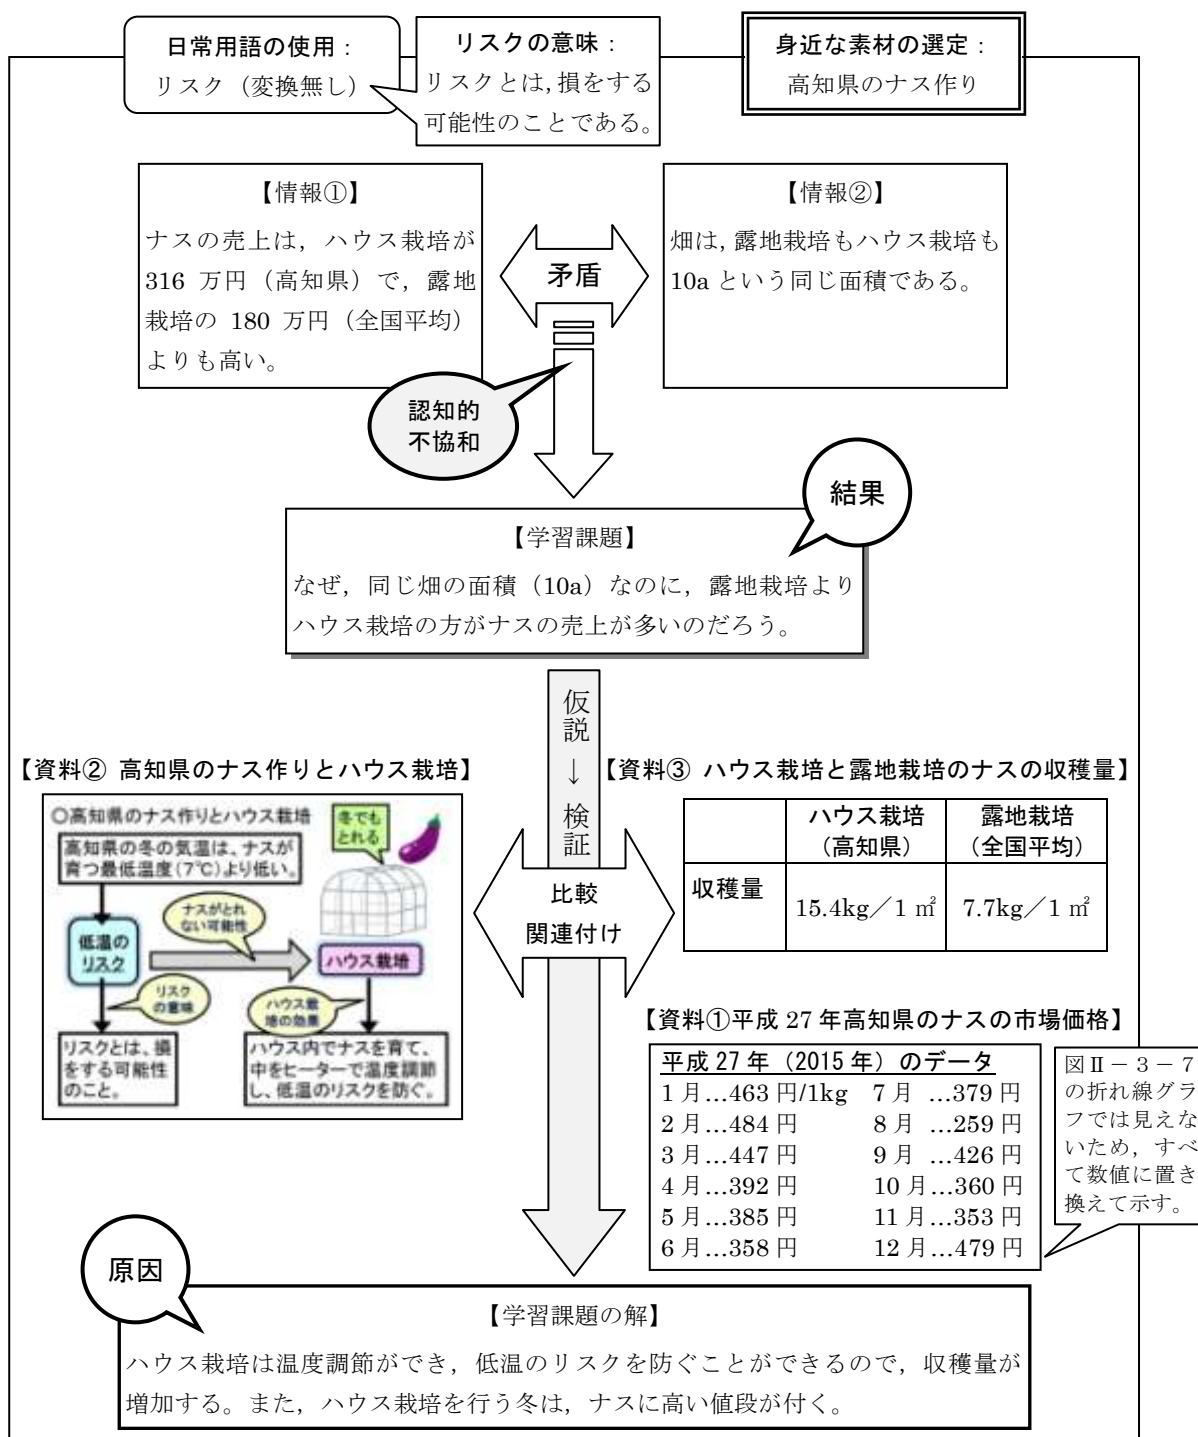 日常用語の使用：
リスク（変換無し）
リスクの意味：
リスクとは，損をする
可能性のことである。
身近な素材の選定：
高知県のナス作り
【情報①】
ナスの売上は，ハウス栽培が
316 万円（高知県）で，露地
栽培の 180 万円（全国平均）
よりも高い。
矛盾
【情報②】
畑は，露地栽培もハウス栽培も
10a という同じ面積である。
認知的
不協和
結果
【学習課題】
なぜ，同じ畑の面積（10a）なのに，露地栽培より
ハウス栽培の方がナスの売上が多いのだろう。
仮説→検証
【資料② 高知県のナス作りとハウス栽培】
〇高知県のナス作りとハウス栽培
高知県の冬の気温は、ナスが
育つ最低温度（7℃）より低い。
冬でも
とれる
ナスがとれ
ない可能性
低温の
リスク
ハウス栽培
リスク
の意味
ハウス栽
培の効果
リスクとは、損
をする可能性
のこと。
ハウス内でナスを育て、
中をヒーターで温度調節
し、低温のリスクを防ぐ。
比較
関連付け
【資料③ ハウス栽培と露地栽培のナスの収穫量】
ハウス栽培
（高知県）
露地栽培
（全国平均）
収穫量
15.4kg／1 ㎡ 7.7kg／1 ㎡
【資料①平成 27 年高知県のナスの市場価格】
平成 27 年（2015 年）のデータ
1 月…463 円/1kg 7 月 …379 円
2 月…484 円 8 月 …259 円
3 月…447 円 9 月 …426 円
4 月…392 円 10 月…360 円
5 月…385 円 11 月…353 円
6 月…358 円 12 月…479 円
図Ⅱ－３－７
の折れ線グラ
フでは見えな
いため，すべ
て数値に置き
換えて示す。
原因
【学習課題の解】
ハウス栽培は温度調節ができ，低温のリスクを防ぐことができるので，収穫量が
増加する。また，ハウス栽培を行う冬は，ナスに高い値段が付く。